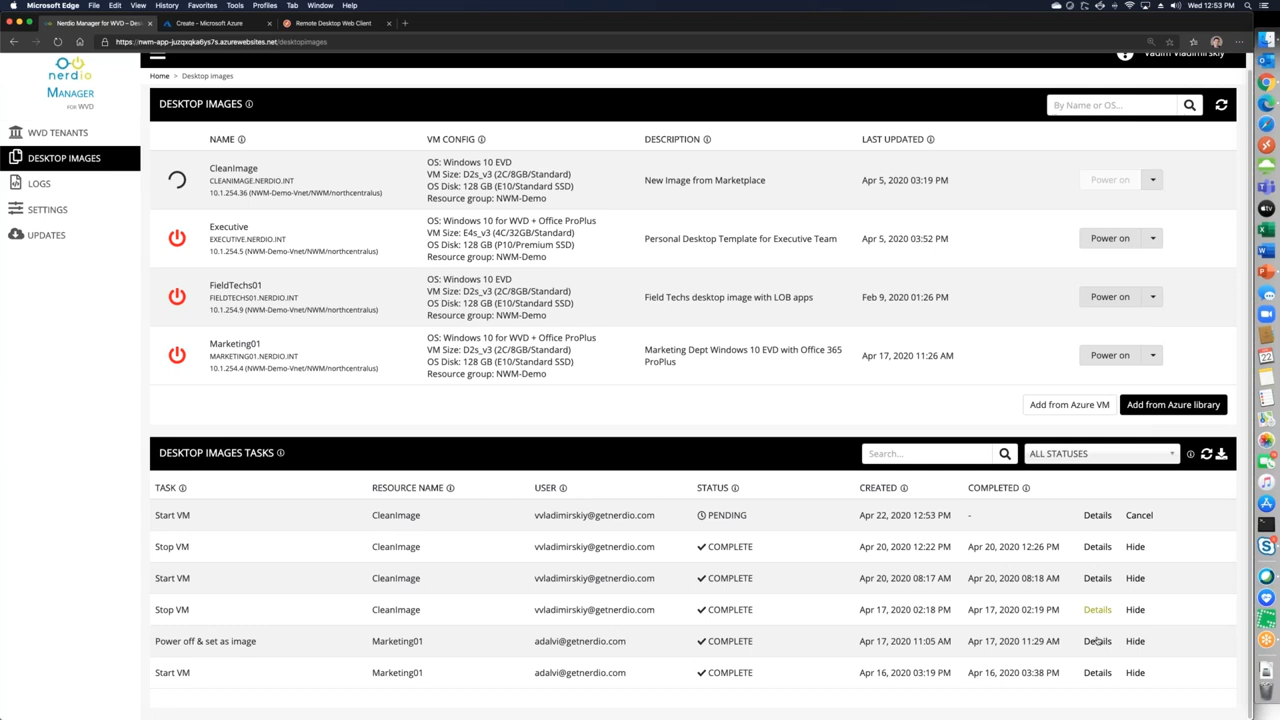 Microsoft Edge File Edit View History Favorites Tools Profiles Tab Window Help Wed 12:53 PM
Nerdio Manager for WVD – Des
Create - Microsoft Azure
Remote Desktop Web Client
https://nwm-app-juzqxqka6ys7s.azurewebsites.net/desktopimages
nerdio
MANAGER
FOR WVD
WVD TENANTS
DESKTOP IMAGES
LOGS
SETTINGS
UPDATES
Vadim Vladimirskiy
Home > Desktop images
DESKTOP IMAGES
By Name or OS...
NAME VM CONFIG DESCRIPTION LAST UPDATED
CleanImage
CLEANIMAGE.NERDIO.INT
10.1.254.36 (NWM-Demo-Vnet/NWM/northcentralus)
OS: Windows 10 EVD
VM Size: D2s_v3 (2C/8GB/Standard)
OS Disk: 128 GB (E10/Standard SSD)
Resource group: NWM-Demo
New Image from Marketplace
Apr 5, 2020 03:19 PM
Power on
Executive
EXECUTIVE.NERDIO.INT
10.1.254.5 (NWM-Demo-Vnet/NWM/northcentralus)
OS: Windows 10 for WVD + Office ProPlus
VM Size: E4s_v3 (4C/32GB/Standard)
OS Disk: 128 GB (P10/Premium SSD)
Resource group: NWM-Demo
Personal Desktop Template for Executive Team
Apr 5, 2020 03:52 PM
Power on
FieldTechs01
FIELDTECHS01.NERDIO.INT
10.1.254.9 (NWM-Demo-Vnet/NWM/northcentralus)
OS: Windows 10 EVD
VM Size: D2s_v3 (2C/8GB/Standard)
OS Disk: 128 GB (E10/Standard SSD)
Resource group: NWM-Demo
Field Techs desktop image with LOB apps
Feb 9, 2020 01:26 PM
Power on
Marketing01
MARKETING01.NERDIO.INT
10.1.254.4 (NWM-Demo-Vnet/NWM/northcentralus)
OS: Windows 10 for WVD + Office ProPlus
VM Size: D2s_v3 (2C/8GB/Standard)
OS Disk: 128 GB (E10/Standard SSD)
Resource group: NWM-Demo
Marketing Dept Windows 10 EVD with Office 365
ProPlus
Apr 17, 2020 11:26 AM
Power on
Add from Azure VM
Add from Azure library
DESKTOP IMAGES TASKS
Search...
ALL STATUSES
TASK RESOURCE NAME USER STATUS CREATED COMPLETED
Start VM CleanImage vvladimirskiy@getnerdio.com PENDING Apr 22, 2020 12:53 PM - Details Cancel
Stop VM CleanImage vvladimirskiy@getnerdio.com COMPLETE Apr 20, 2020 12:22 PM Apr 20, 2020 12:26 PM Details Hide
Start VM CleanImage vvladimirskiy@getnerdio.com COMPLETE Apr 20, 2020 08:17 AM Apr 20, 2020 08:18 AM Details Hide
Stop VM CleanImage vvladimirskiy@getnerdio.com COMPLETE Apr 17, 2020 02:18 PM Apr 17, 2020 02:19 PM Details Hide
Power off & set as image Marketing01 adalvi@getnerdio.com COMPLETE Apr 17, 2020 11:05 AM Apr 17, 2020 11:29 AM Details Hide
Start VM Marketing01 adalvi@getnerdio.com COMPLETE Apr 16, 2020 03:19 PM Apr 16, 2020 03:38 PM Details Hide